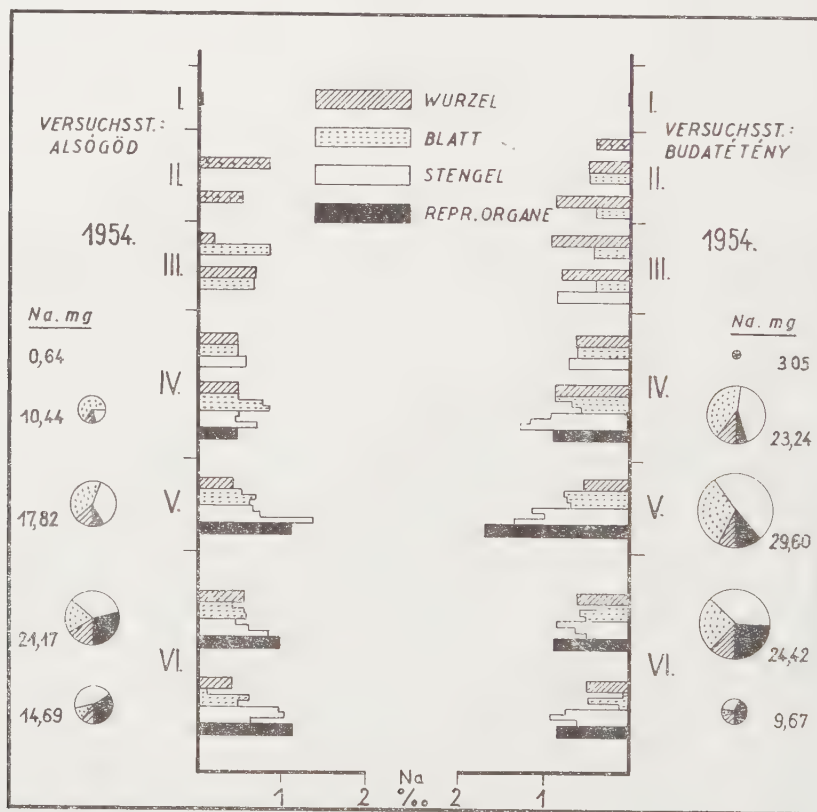 VERSUCHSST.:
ALSÓGÖD
1954.
Na. mg
0,64
10,44
17,82
21,17
14,69
I.
II.
III.
IV.
V.
VI.
WURZEL
BLATT
STENGEL
REPR. ORGANE
I.
II.
III.
IV.
V.
VI.
VERSUCHSST.:
BUDATÉTÉNY
1954.
Na. mg
3 05
23,24
29,60
24,42
9,67
1 2 Na ‰ 2 1